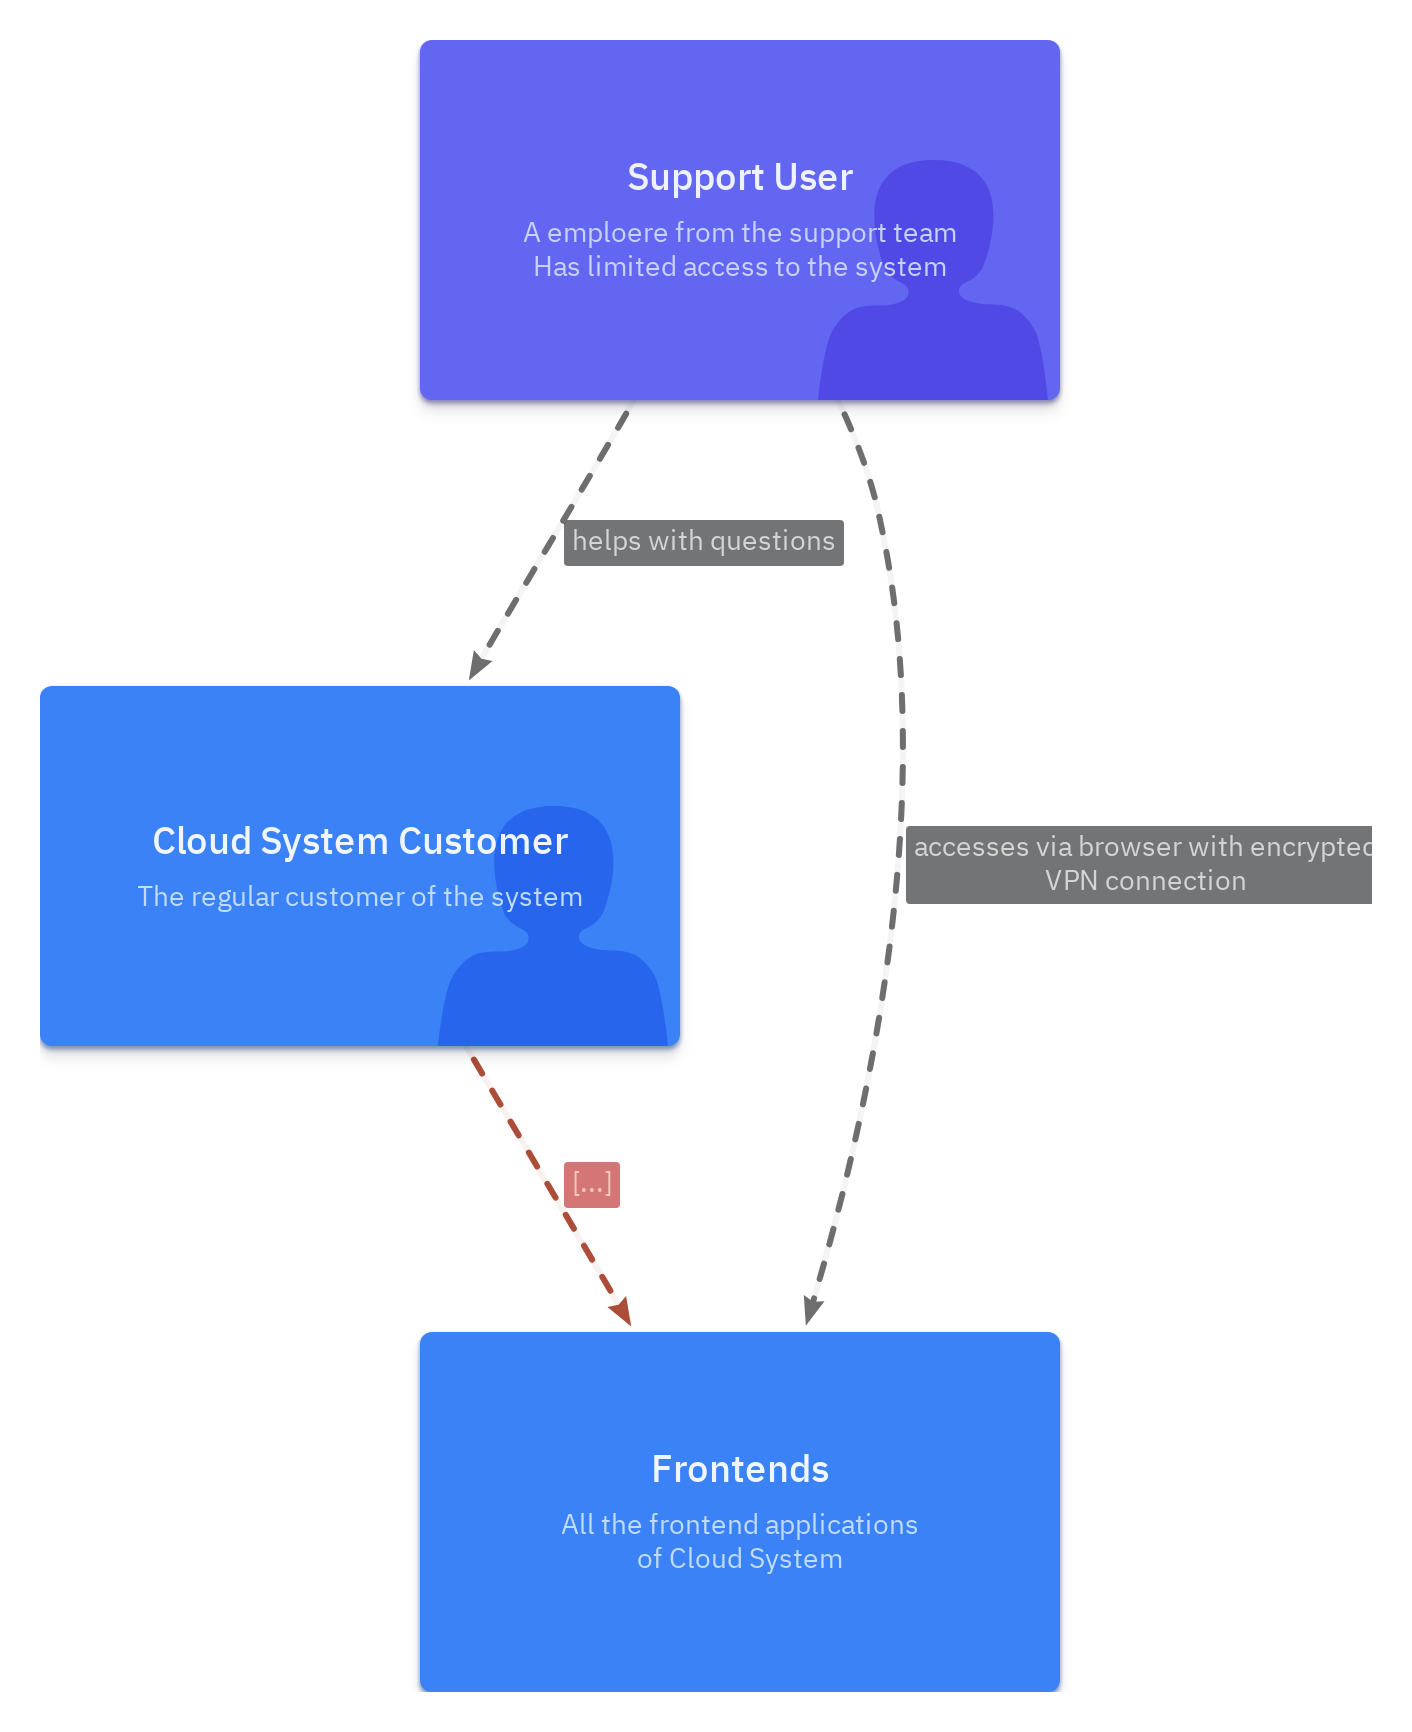 Support User
A emploere from the support team
Has limited access to the system
helps with questions
Cloud System Customer
The regular customer of the system
accesses via browser with encrypted
VPN connection
[...]
Frontends
All the frontend applications
of Cloud System